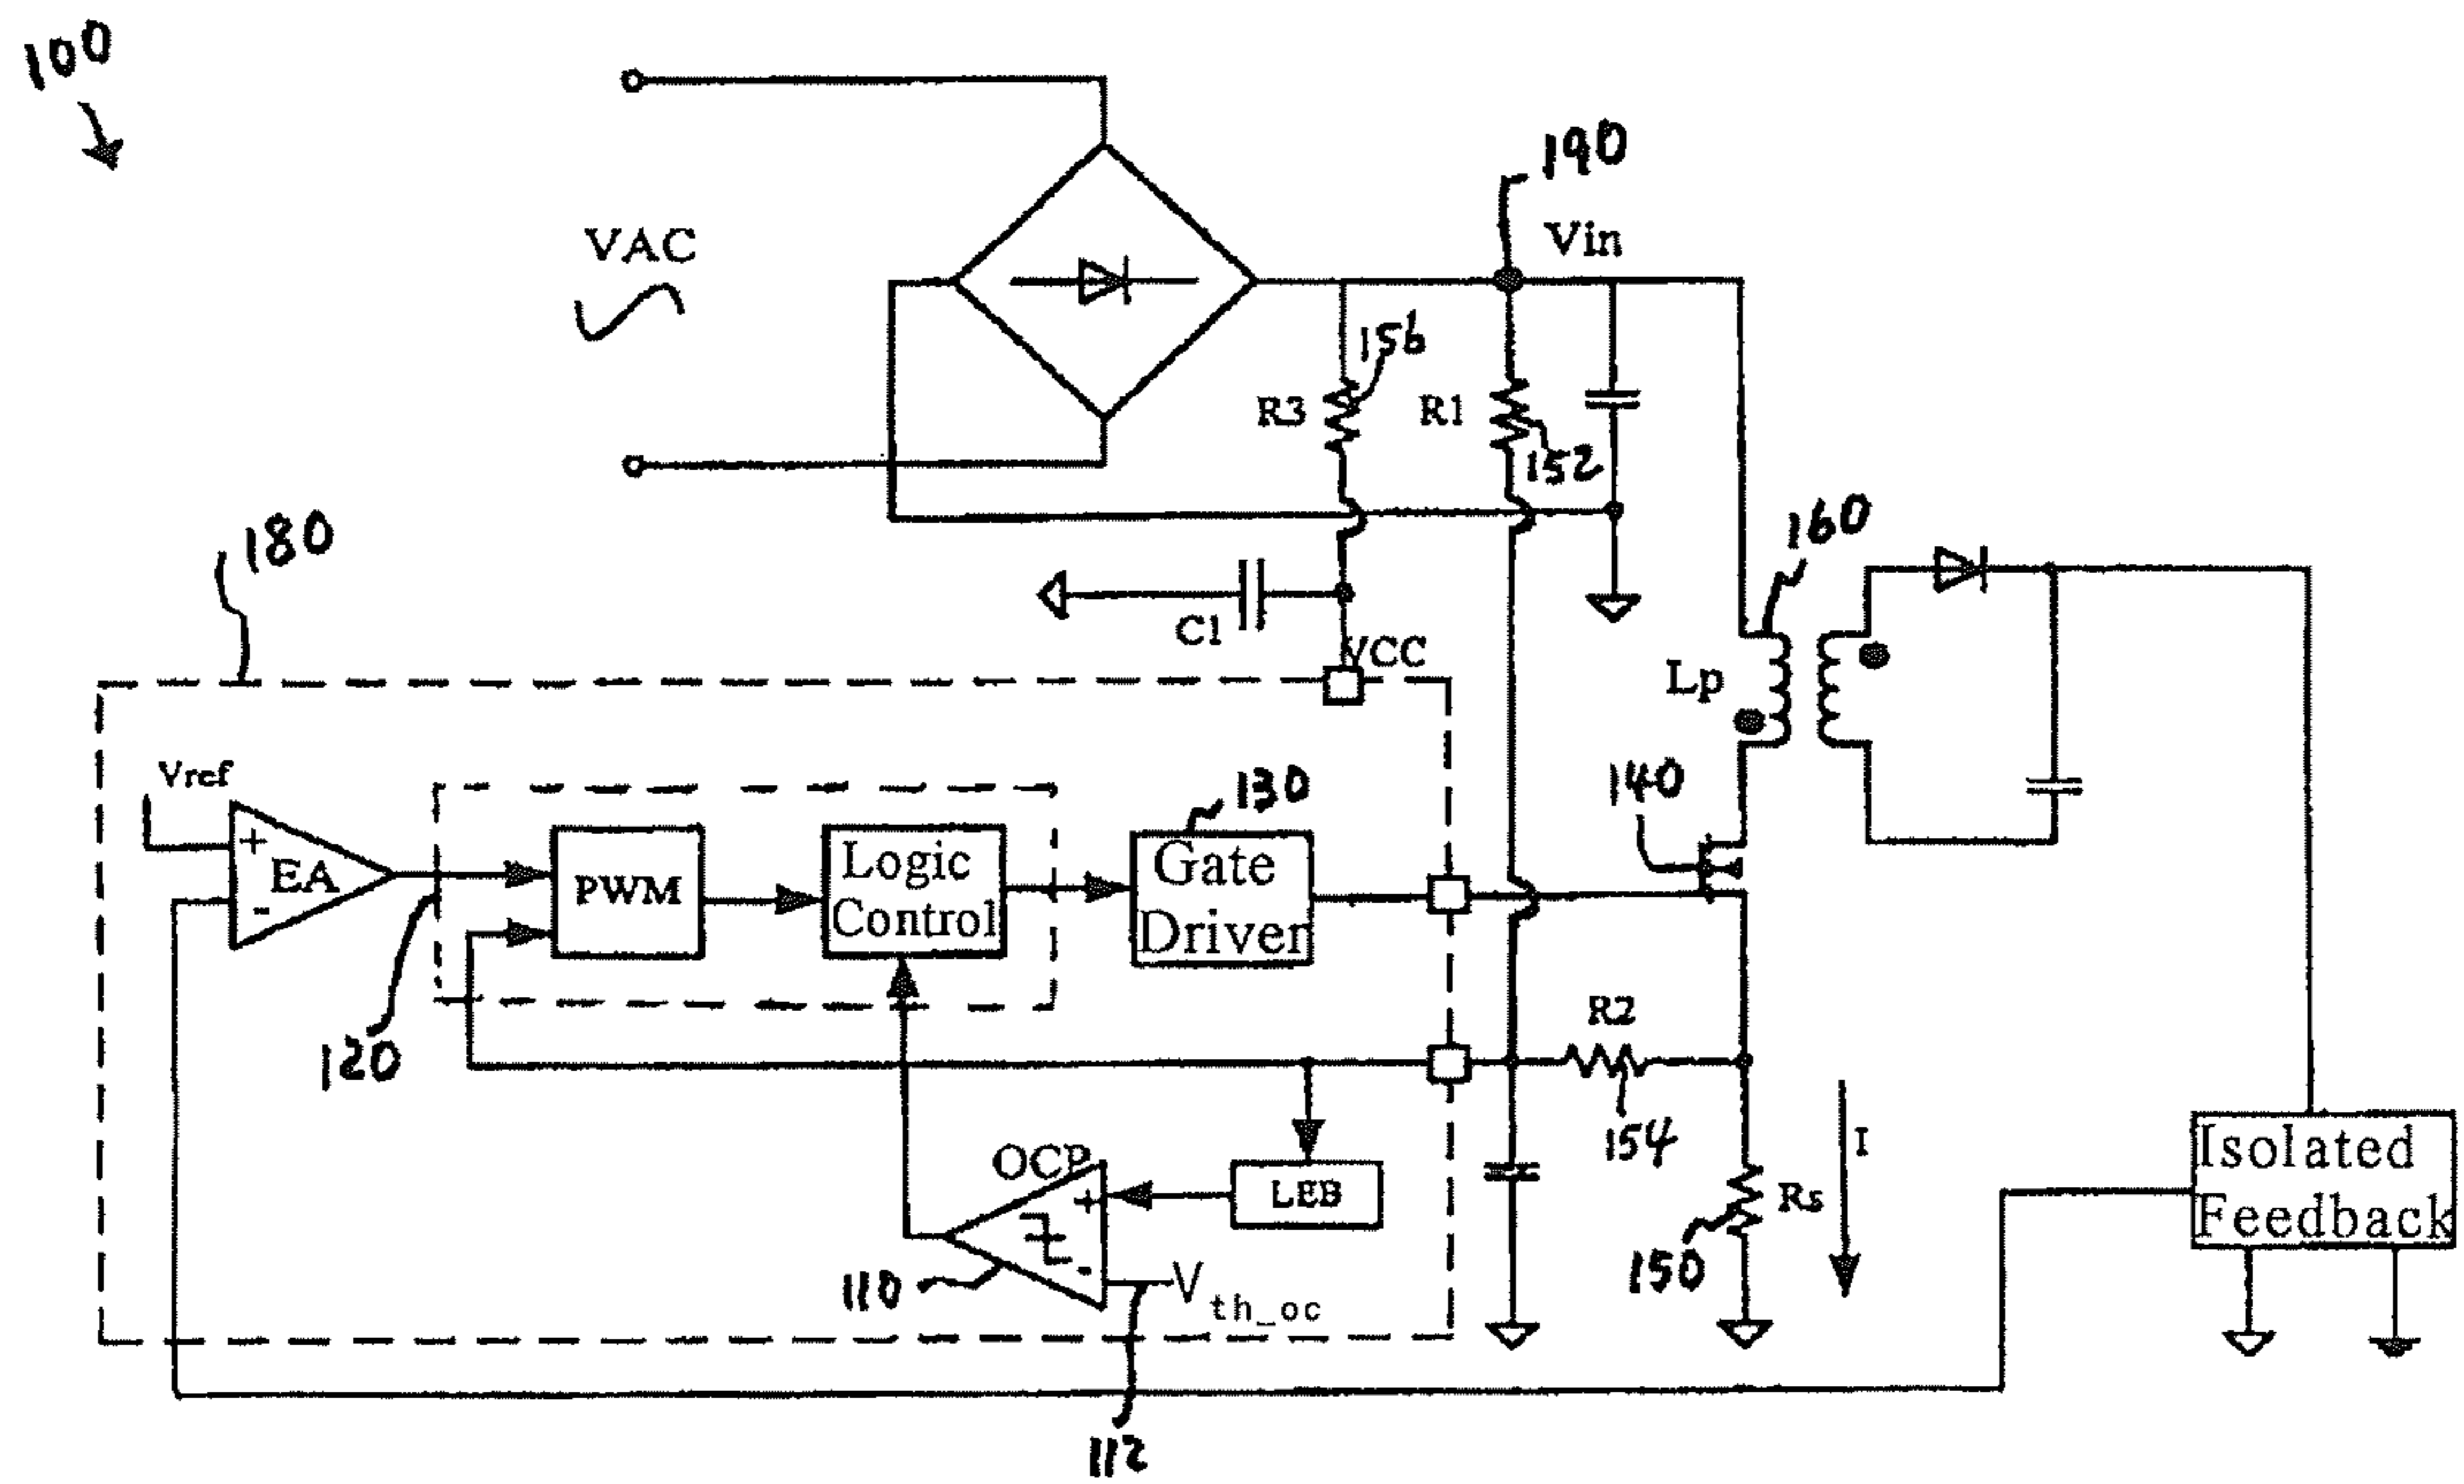 100
190
VAC
Vin
156
R3
R1
152
180
160
C1
VCC
Lp
Vref
130
140
+
EA
-
PWM
Logic
Control
Gate
Driver
120
R2
154
I
OCP
+
LEB
Rs
Isolated
Feedback
110
-
V th_oc
150
112